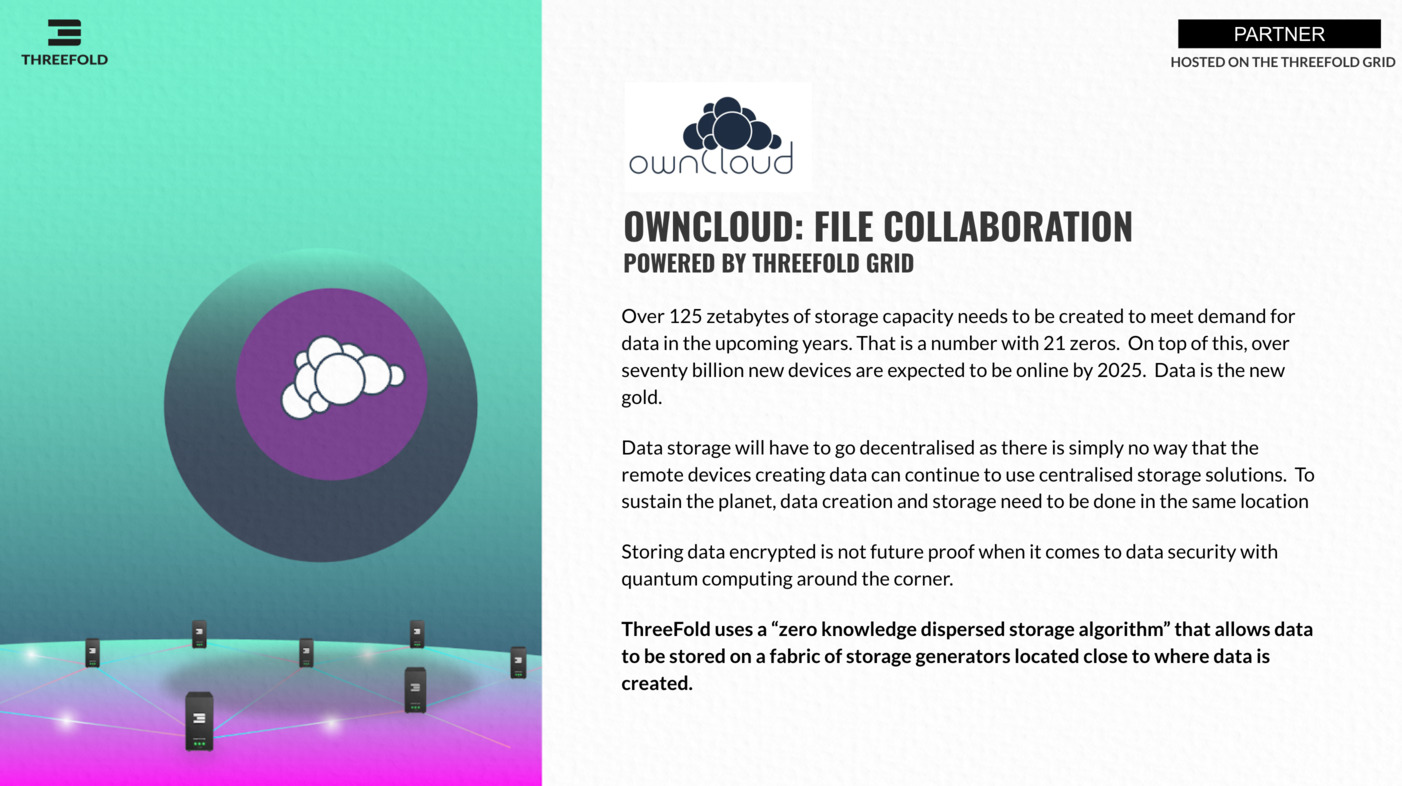 THREEFOLD
PARTNER
HOSTED ON THE THREEFOLD GRID
ownCloud
OWNCLOUD: FILE COLLABORATION
POWERED BY THREEFOLD GRID
Over 125 zetabytes of storage capacity needs to be created to meet demand for
data in the upcoming years. That is a number with 21 zeros.  On top of this, over
seventy billion new devices are expected to be online by 2025.  Data is the new
gold.
Data storage will have to go decentralised as there is simply no way that the
remote devices creating data can continue to use centralised storage solutions.  To
sustain the planet, data creation and storage need to be done in the same location
Storing data encrypted is not future proof when it comes to data security with
quantum computing around the corner.
ThreeFold uses a “zero knowledge dispersed storage algorithm” that allows data
to be stored on a fabric of storage generators located close to where data is
created.